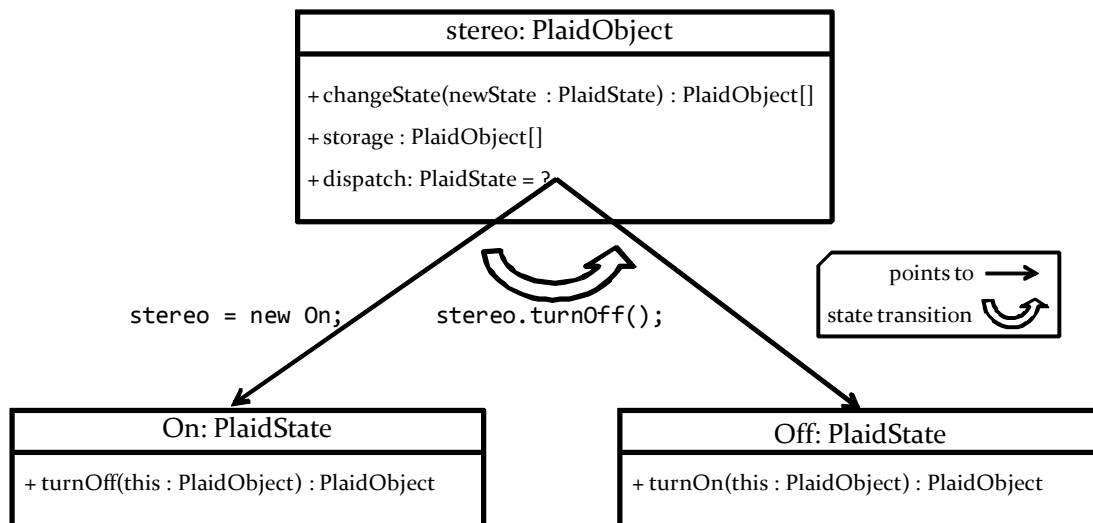 stereo: PlaidObject
+ changeState(newState : PlaidState) : PlaidObject[]
+ storage : PlaidObject[]
+ dispatch: PlaidState = ?
points to
state transition
stereo = new On;
stereo.turnOff();
On: PlaidState
+ turnOff(this : PlaidObject) : PlaidObject
Off: PlaidState
+ turnOn(this : PlaidObject) : PlaidObject